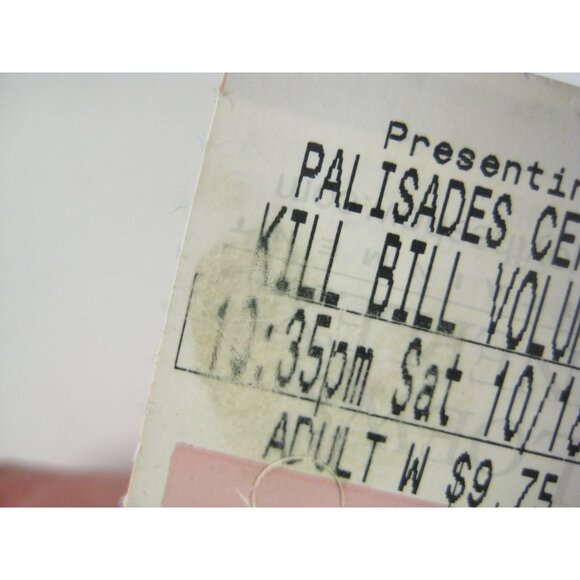 Presentin
PALISADES CE
KILL BILL VOLU
10:35pm Sat 10/1
ADULT W $9.75